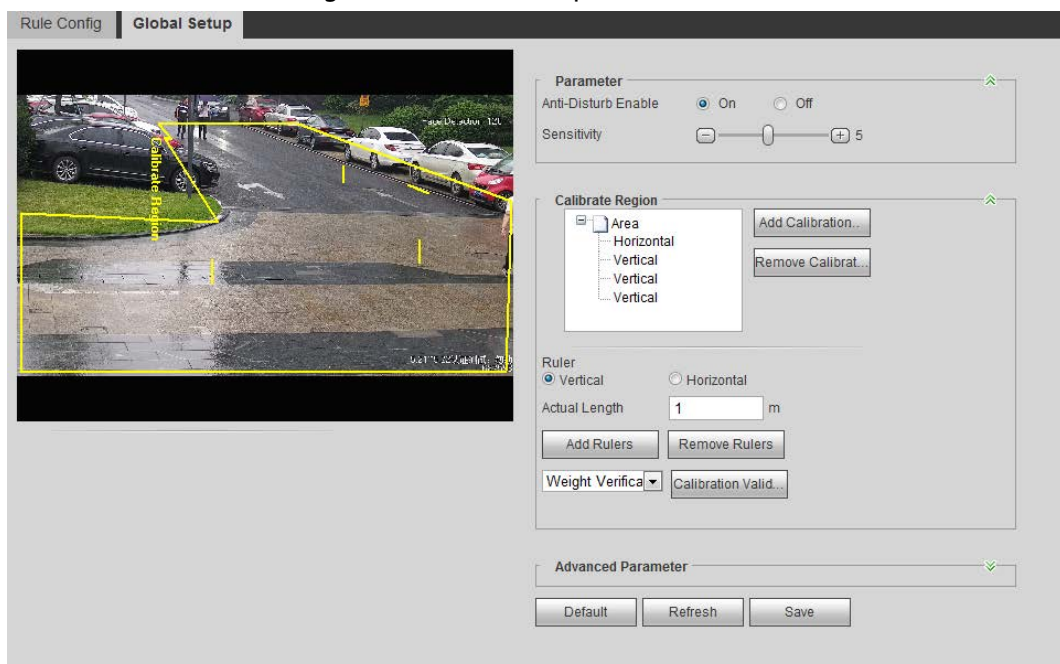 Rule Config
Global Setup
Calibrate Region
Parameter
Anti-Disturb Enable
On
Off
Sensitivity
5
Calibrate Region
Area
Horizontal
Vertical
Vertical
Vertical
Add Calibration..
Remove Calibrat...
Ruler
Vertical
Horizontal
Actual Length
1
m
Add Rulers
Remove Rulers
Weight Verifica
Calibration Valid...
Advanced Parameter
Default
Refresh
Save